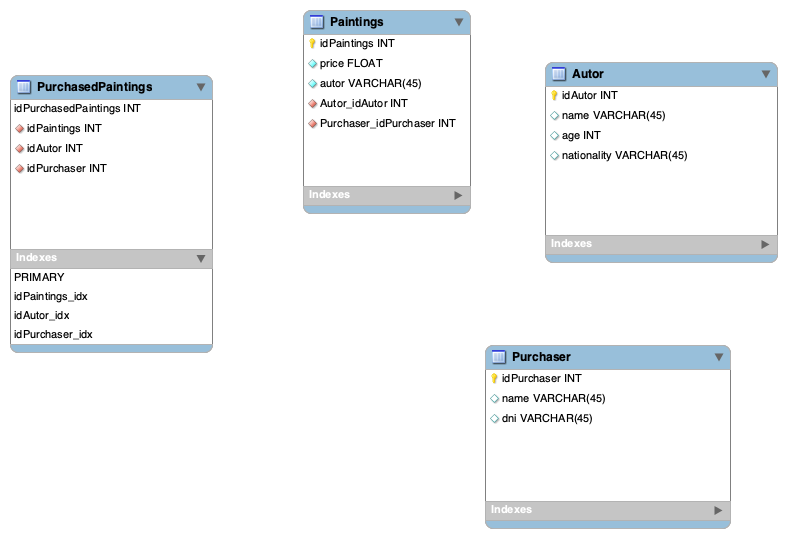 PurchasedPaintings
idPurchasedPaintings INT
idPaintings INT
idAutor INT
idPurchaser INT
Indexes
PRIMARY
idPaintings_idx
idAutor_idx
idPurchaser_idx
Paintings
idPaintings INT
price FLOAT
autor VARCHAR(45)
Autor_idAutor INT
Purchaser_idPurchaser INT
Indexes
Autor
idAutor INT
name VARCHAR(45)
age INT
nationality VARCHAR(45)
Indexes
Purchaser
idPurchaser INT
name VARCHAR(45)
dni VARCHAR(45)
Indexes